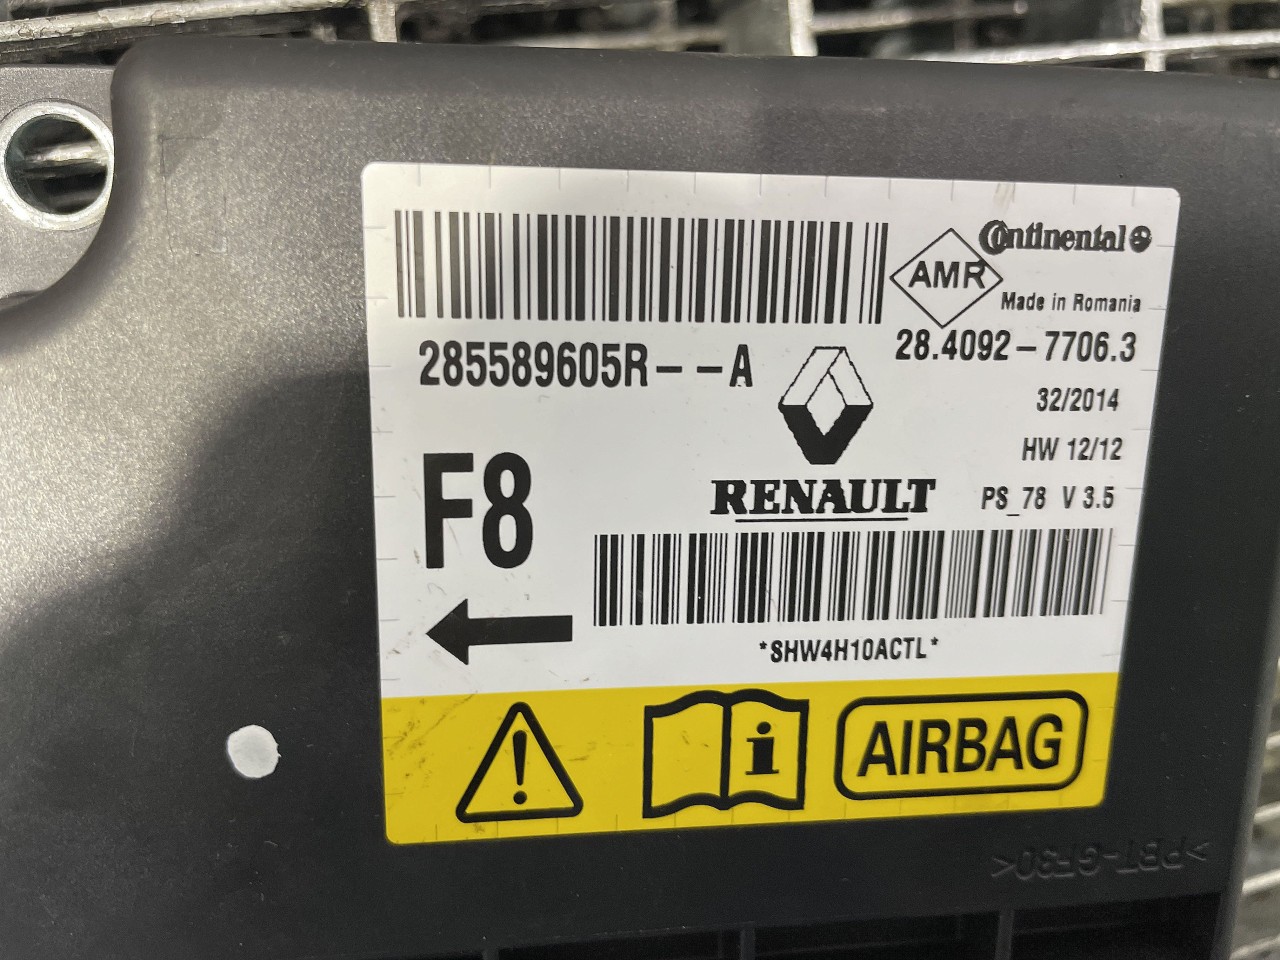 Continental
AMR
Made in Romania
285589605R--A
28.4092-7706.3
32/2014
HW 12/12
F8
RENAULT
PS_78 V 3.5
*SHW4H10ACTL*
i
AIRBAG
>PBT-GF30<